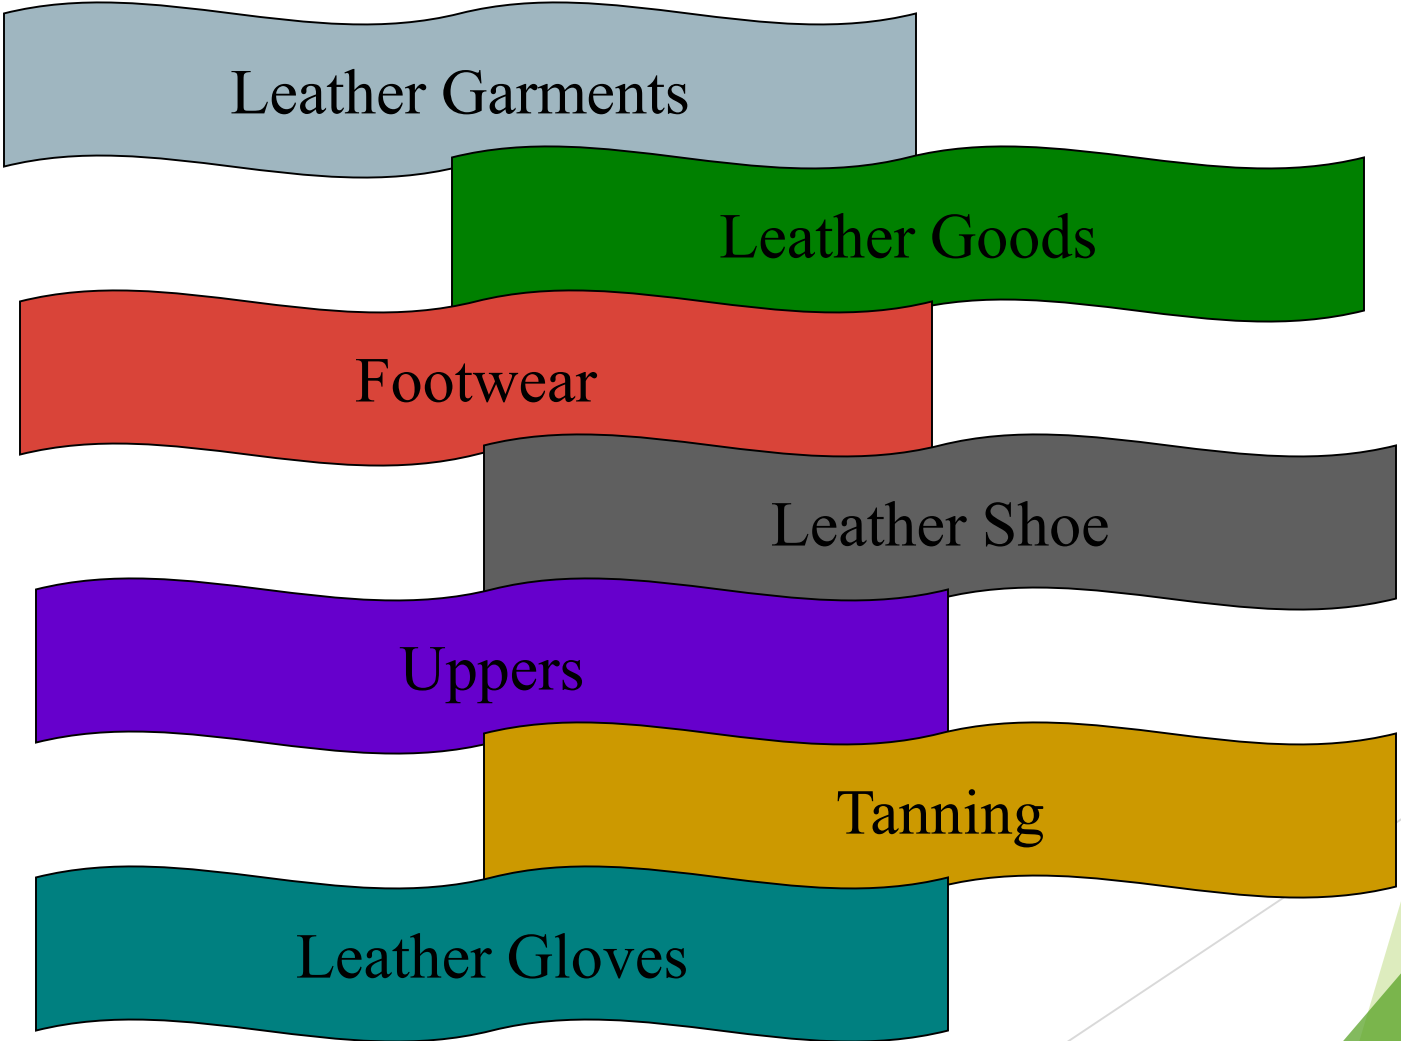 Leather Garments
Leather Goods
Footwear
Leather Shoe
Uppers
Tanning
Leather Gloves